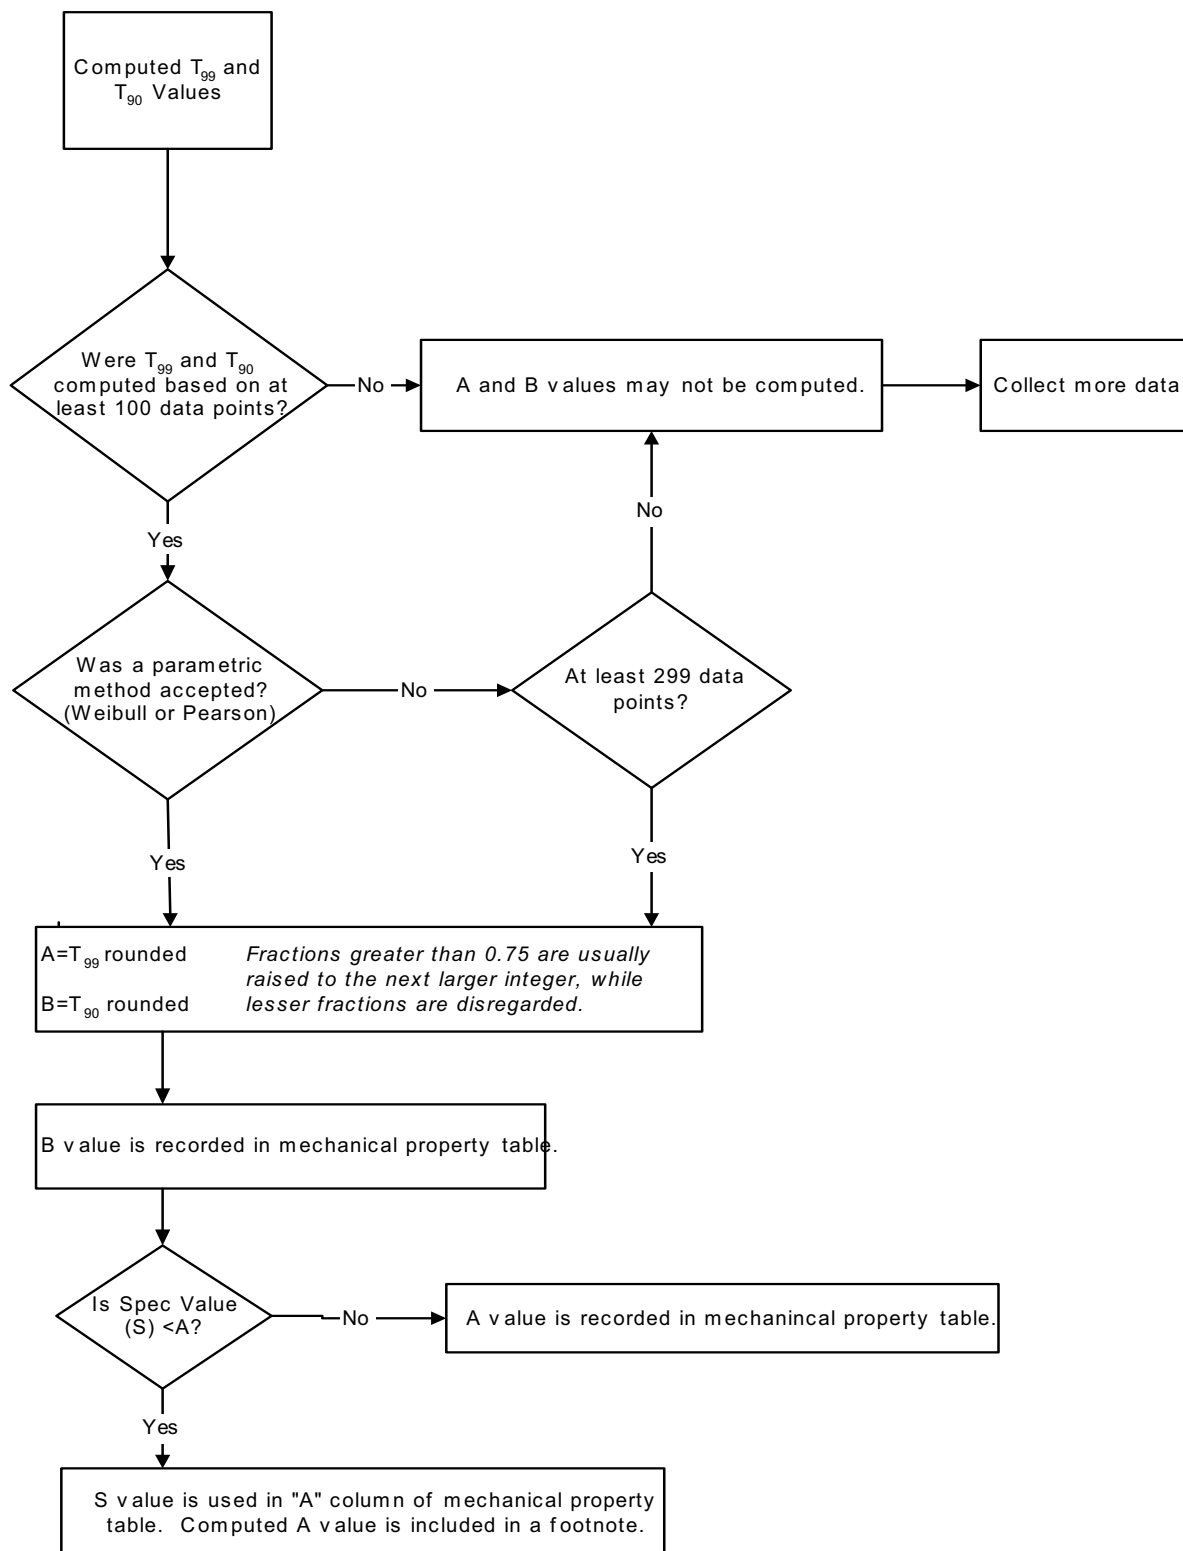 Computed T99 and
T90 Values
Were T99 and T90
computed based on at
least 100 data points?
No
A and B values may not be computed.
Collect more data
No
Yes
Was a parametric
method accepted?
(Weibull or Pearson)
No
At least 299 data
points?
Yes
Yes
A=T99 rounded
B=T90 rounded
Fractions greater than 0.75 are usually
raised to the next larger integer, while
lesser fractions are disregarded.
B value is recorded in mechanical property table.
Is Spec Value
(S) <A?
No
A value is recorded in mechanincal property table.
Yes
S value is used in "A" column of mechanical property
table. Computed A value is included in a footnote.